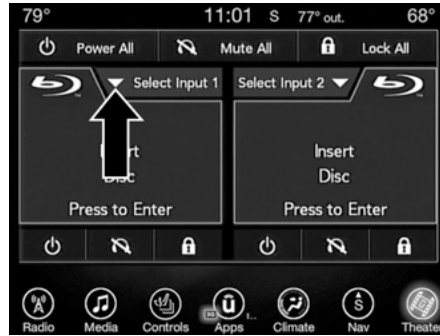 79° 11:01 S 77° out. 68°
Power All Mute All Lock All
Select Input 1 Select Input 2
Insert Insert
Disc Disc
Press to Enter Press to Enter
Radio Media Controls Apps Climate Nav Theater